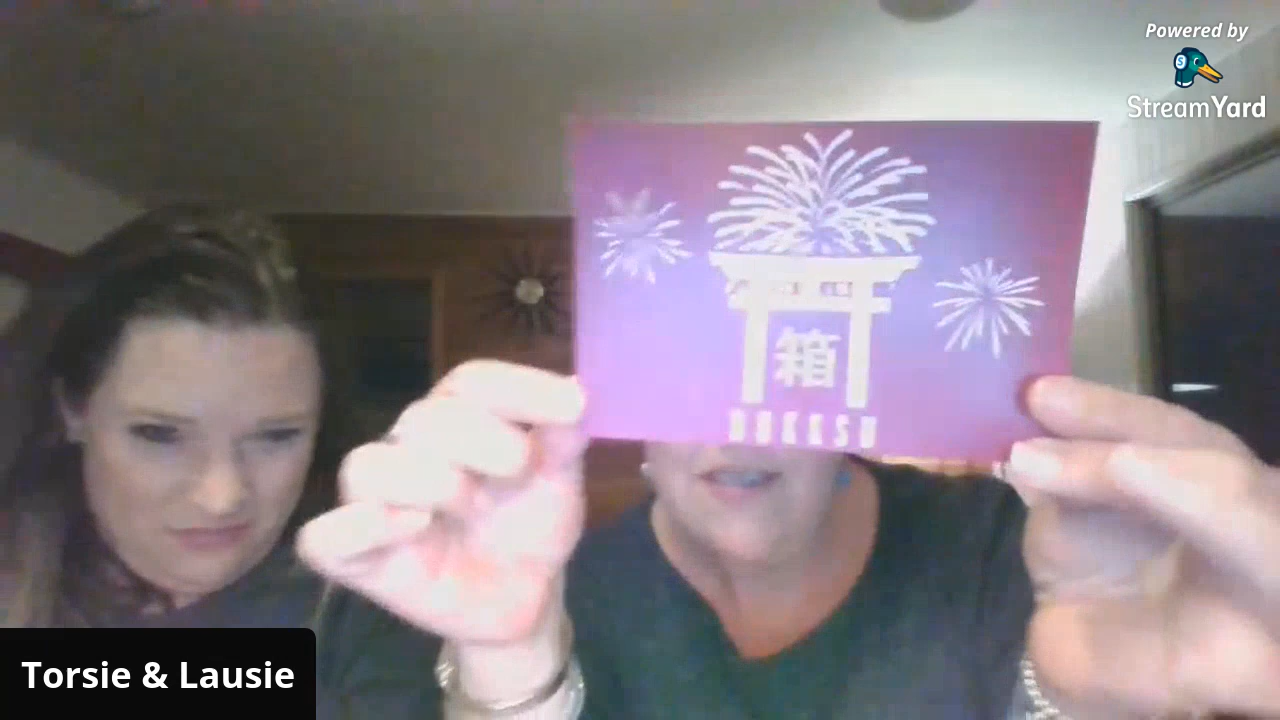 Powered by
StreamYard
箱
BOKKSU
Torsie & Lausie